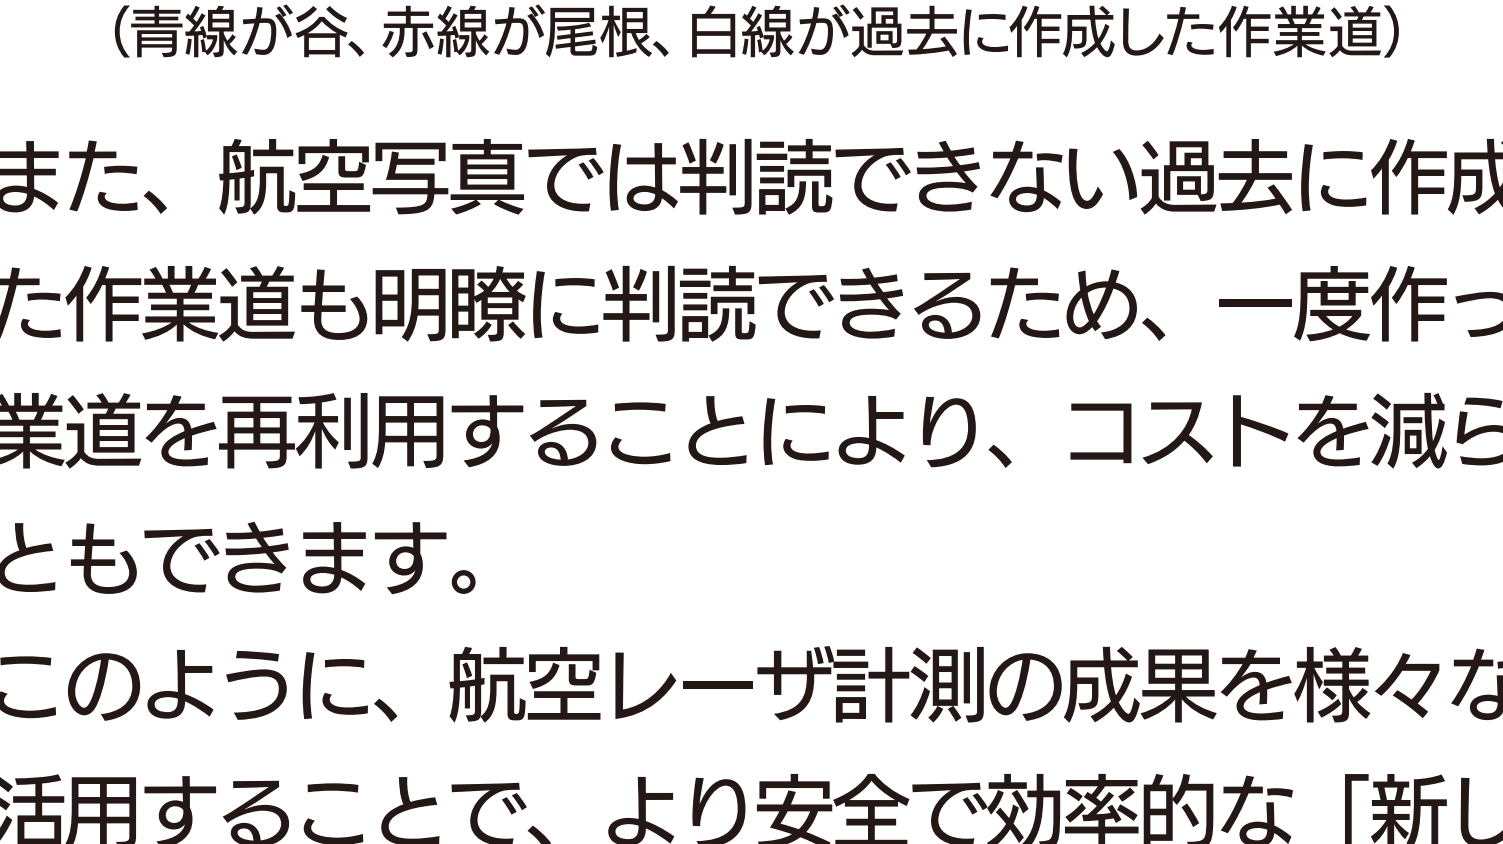 （青線が谷、赤線が尾根、白線が過去に作成した作業道）
また、航空写真では判読できない過去に作成
た作業道も明瞭に判読できるため、一度作っ
業道を再利用することにより、コストを減ら
ともできます。
このように、航空レーザ計測の成果を様々な
活用することで、より安全で効率的な「新し